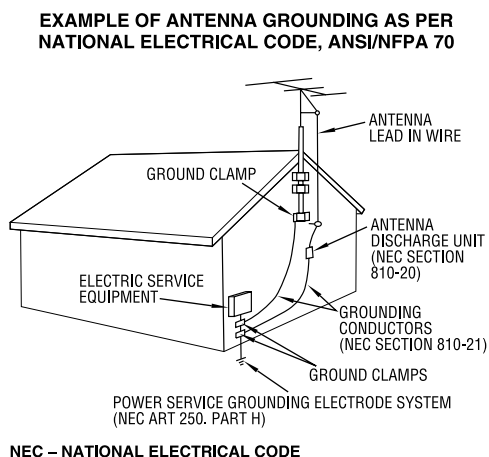 EXAMPLE OF ANTENNA GROUNDING AS PER
NATIONAL ELECTRICAL CODE, ANSI/NFPA 70
ANTENNA
LEAD IN WIRE
GROUND CLAMP
ANTENNA
DISCHARGE UNIT
(NEC SECTION
810-20)
ELECTRIC SERVICE
EQUIPMENT
GROUNDING
CONDUCTORS
(NEC SECTION 810-21)
GROUND CLAMPS
POWER SERVICE GROUNDING ELECTRODE SYSTEM
(NEC ART 250. PART H)
NEC – NATIONAL ELECTRICAL CODE